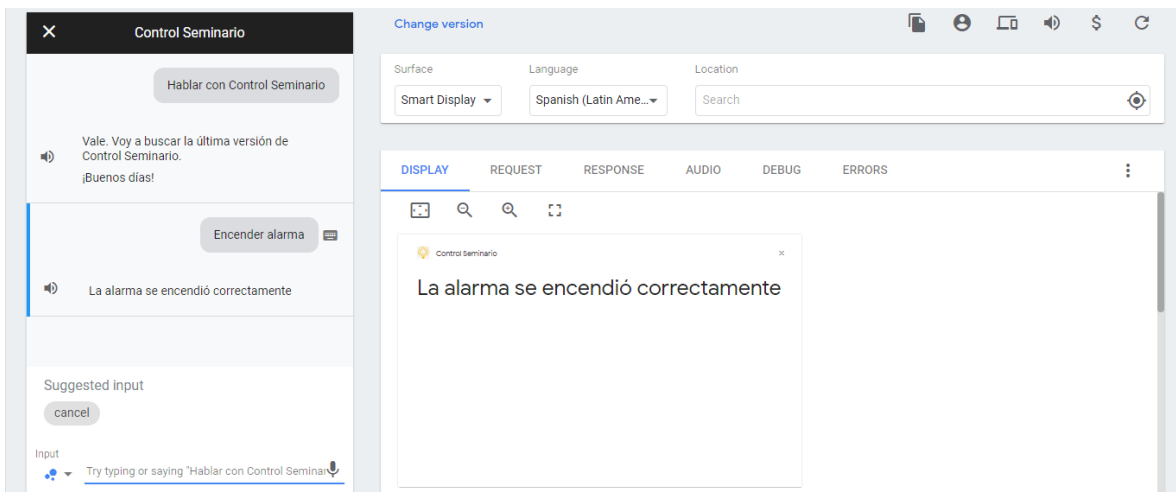 Control Seminario
Hablar con Control Seminario
Vale. Voy a buscar la última versión de
Control Seminario.
¡Buenos días!
Encender alarma
La alarma se encendió correctamente
Suggested input
cancel
Input
Try typing or saying "Hablar con Control Seminar
Change version
Surface
Language
Location
Smart Display
Spanish (Latin Ame...
Search
DISPLAY
REQUEST
RESPONSE
AUDIO
DEBUG
ERRORS
Control Seminario
La alarma se encendió correctamente